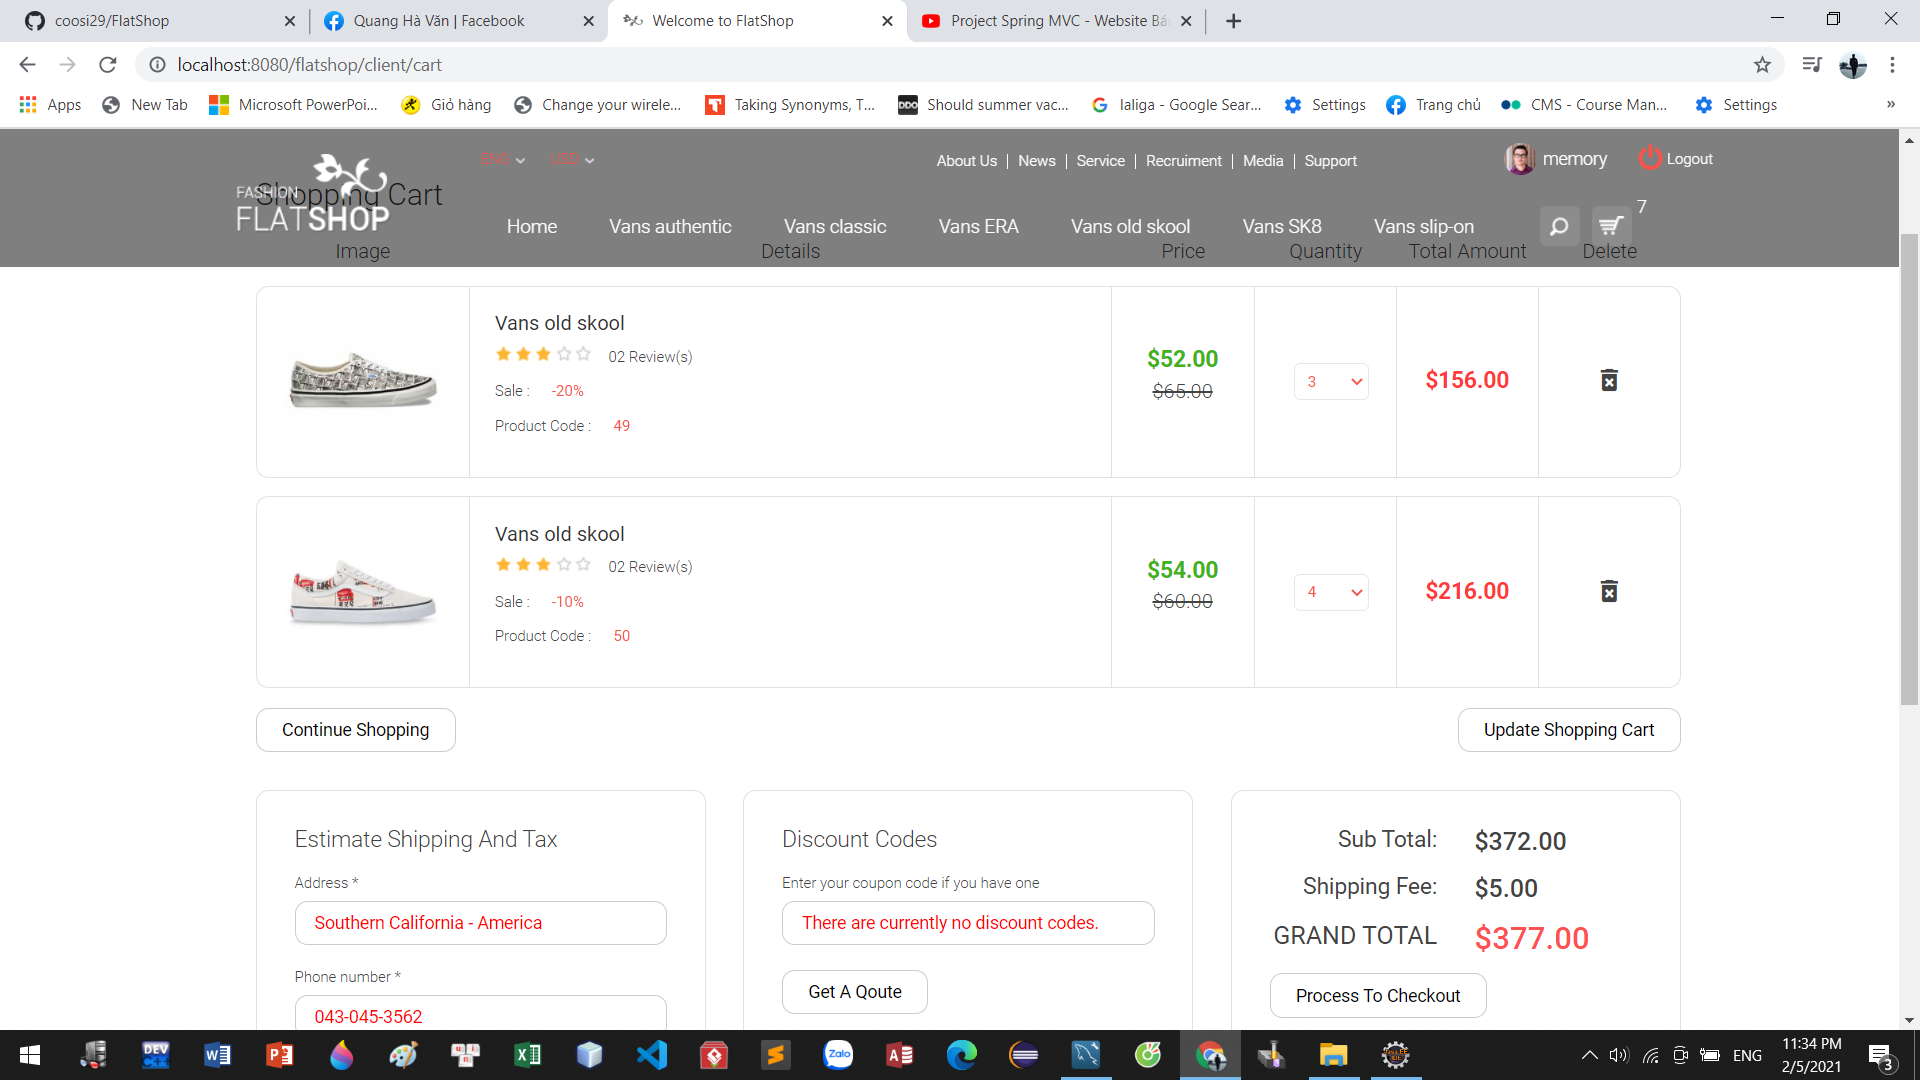 coosi29/FlatShop
Quang Hà Văn | Facebook
Welcome to FlatShop
Project Spring MVC - Website Bá
localhost:8080/flatshop/client/cart
Apps
New Tab
Microsoft PowerPoi...
Giỏ hàng
Change your wirele...
Taking Synonyms, T...
DDO
Should summer vac...
laliga - Google Sear...
Settings
Trang chủ
CMS - Course Man...
Settings
»
ENG
USD
About Us | News | Service | Recruiment | Media | Support
memory
Logout
Shopping Cart
FASHION
FLATSHOP
Home
Vans authentic
Vans classic
Vans ERA
Vans old skool
Vans SK8
Vans slip-on
7
Image
Details
Price
Quantity
Total Amount
Delete
Vans old skool
02 Review(s)
Sale : -20%
Product Code : 49
$52.00
$65.00
3
$156.00
Vans old skool
02 Review(s)
Sale : -10%
Product Code : 50
$54.00
$60.00
4
$216.00
Continue Shopping
Update Shopping Cart
Estimate Shipping And Tax
Address *
Southern California - America
Phone number *
043-045-3562
Discount Codes
Enter your coupon code if you have one
There are currently no discount codes.
Get A Qoute
Sub Total: $372.00
Shipping Fee: $5.00
GRAND TOTAL $377.00
Process To Checkout
DEV
C++
Zalo
ENG
11:34 PM
2/5/2021
3